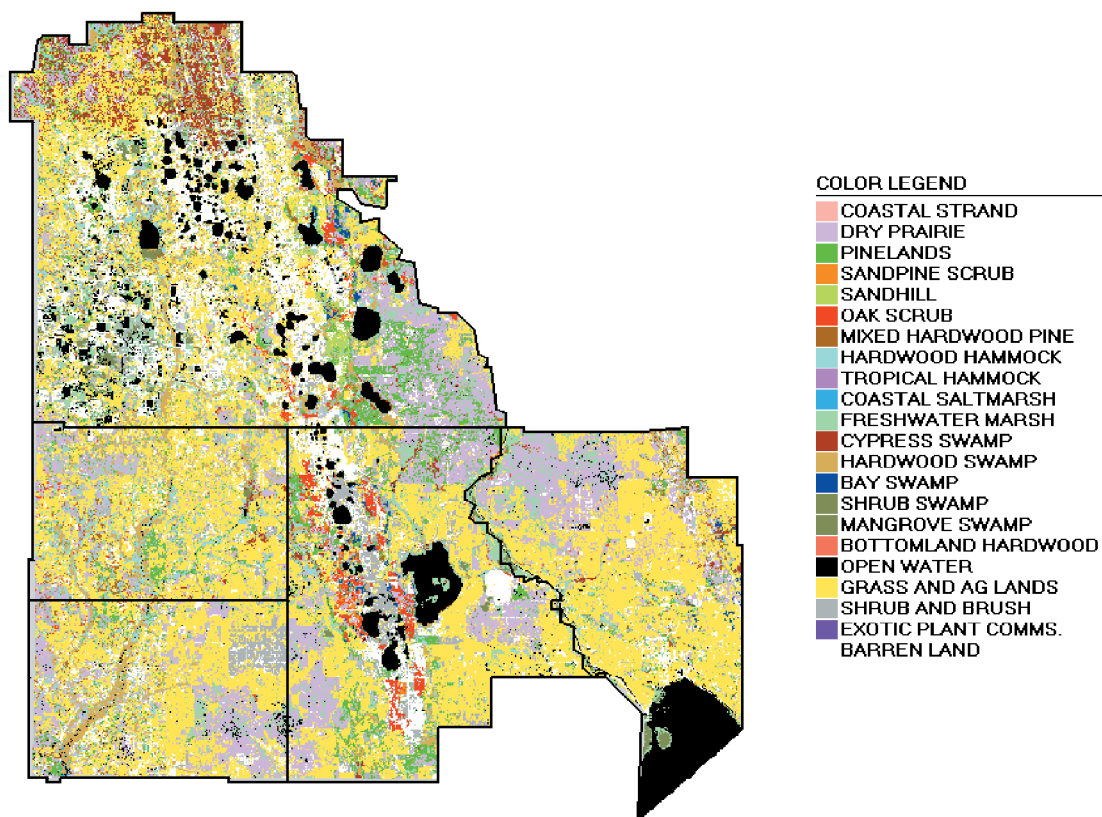 COLOR LEGEND
COASTAL STRAND
DRY PRAIRIE
PINELANDS
SANDPINE SCRUB
SANDHILL
OAK SCRUB
MIXED HARDWOOD PINE
HARDWOOD HAMMOCK
TROPICAL HAMMOCK
COASTAL SALTMARSH
FRESHWATER MARSH
CYPRESS SWAMP
HARDWOOD SWAMP
BAY SWAMP
SHRUB SWAMP
MANGROVE SWAMP
BOTTOMLAND HARDWOOD
OPEN WATER
GRASS AND AG LANDS
SHRUB AND BRUSH
EXOTIC PLANT COMMS.
BARREN LAND